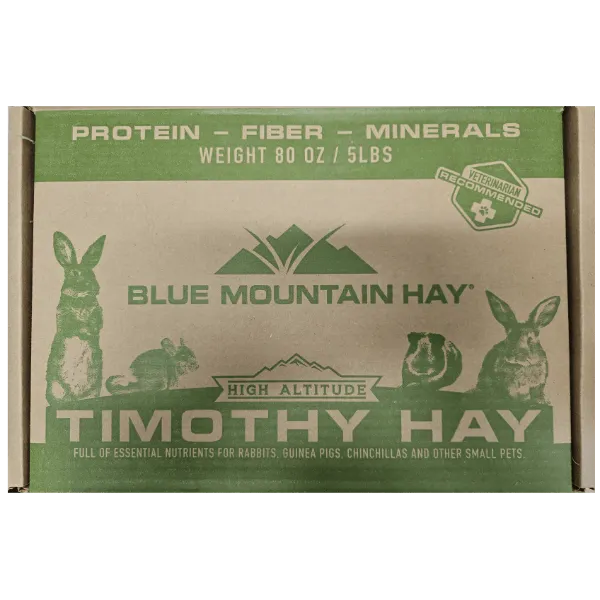 PROTEIN – FIBER – MINERALS
WEIGHT 80 OZ / 5LBS
VETERINARIAN
RECOMMENDED
BLUE MOUNTAIN HAY®
HIGH ALTITUDE
TIMOTHY HAY
FULL OF ESSENTIAL NUTRIENTS FOR RABBITS, GUINEA PIGS, CHINCHILLAS AND OTHER SMALL PETS.